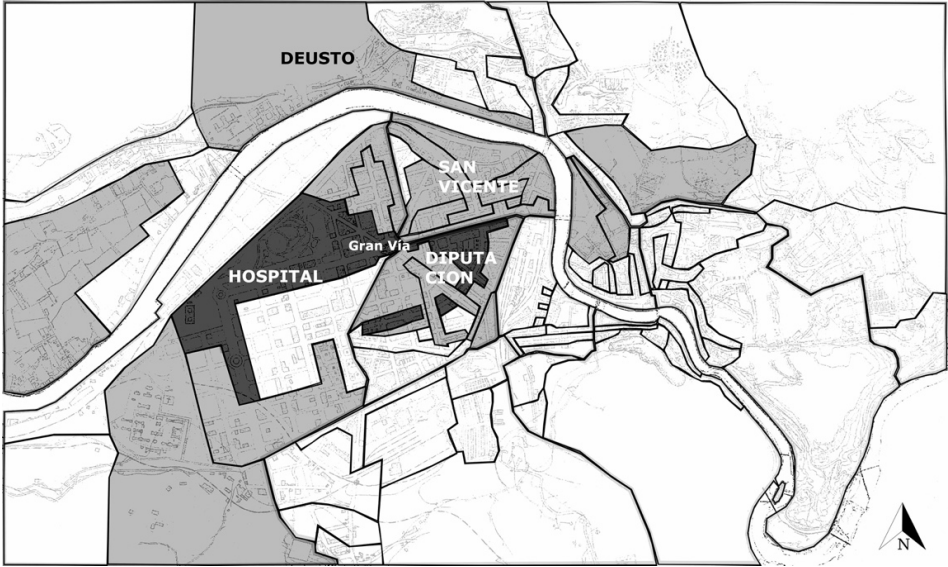 DEUSTO
SAN
VICENTE
Gran Vía
DIPUTA
CION
HOSPITAL
N